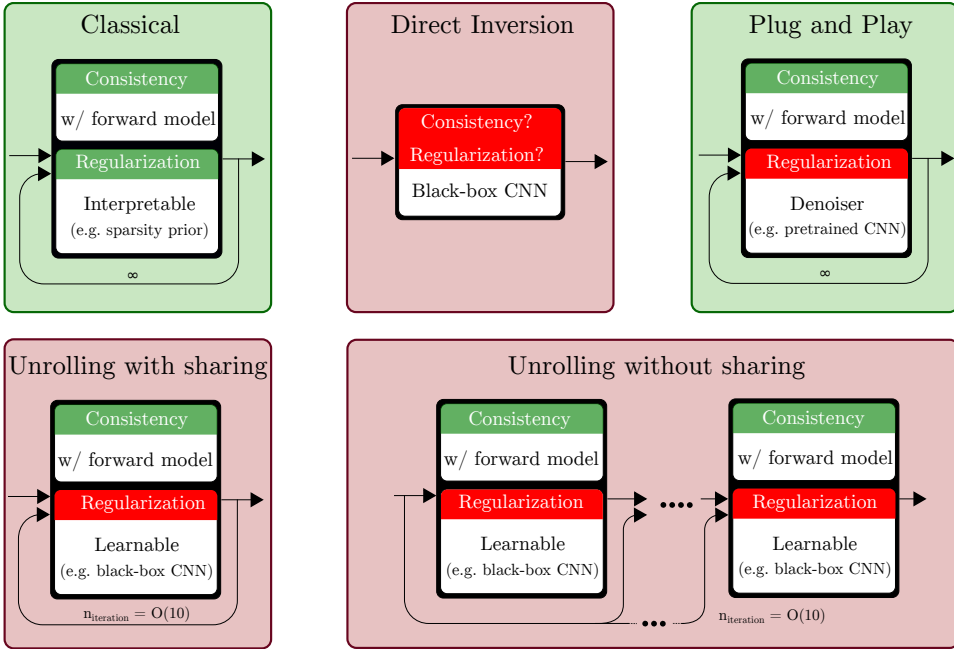 Classical
Consistency
w/ forward model
Regularization
Interpretable
(e.g. sparsity prior)
∞
Direct Inversion
Consistency?
Regularization?
Black-box CNN
Plug and Play
Consistency
w/ forward model
Regularization
Denoiser
(e.g. pretrained CNN)
∞
Unrolling with sharing
Consistency
w/ forward model
Regularization
Learnable
(e.g. black-box CNN)
n_iteration = O(10)
Unrolling without sharing
Consistency
w/ forward model
Regularization
Learnable
(e.g. black-box CNN)
Consistency
w/ forward model
Regularization
Learnable
(e.g. black-box CNN)
n_iteration = O(10)